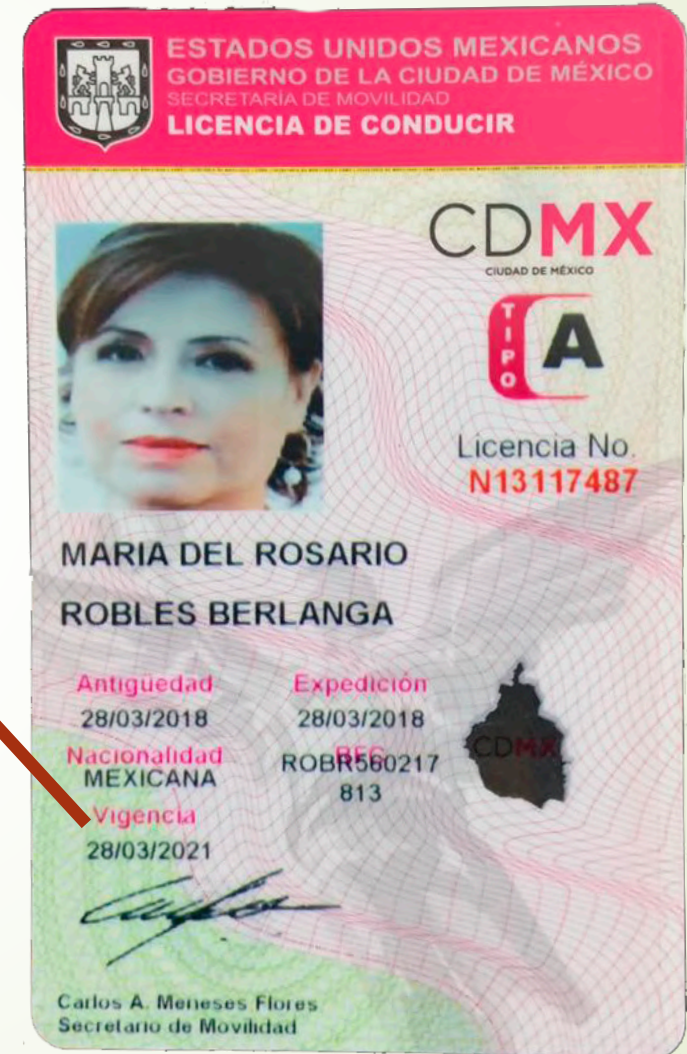 ESTADOS UNIDOS MEXICANOS
GOBIERNO DE LA CIUDAD DE MÉXICO
SECRETARÍA DE MOVILIDAD
LICENCIA DE CONDUCIR
CDMX
CIUDAD DE MÉXICO
TIPO A
Licencia No.
N13117487
MARIA DEL ROSARIO
ROBLES BERLANGA
Antigüedad Expedición
28/03/2018 28/03/2018
Nacionalidad RFC
MEXICANA ROBR560217
813
CDMX
Vigencia
28/03/2021
Carlos A. Meneses Flores
Secretario de Movilidad